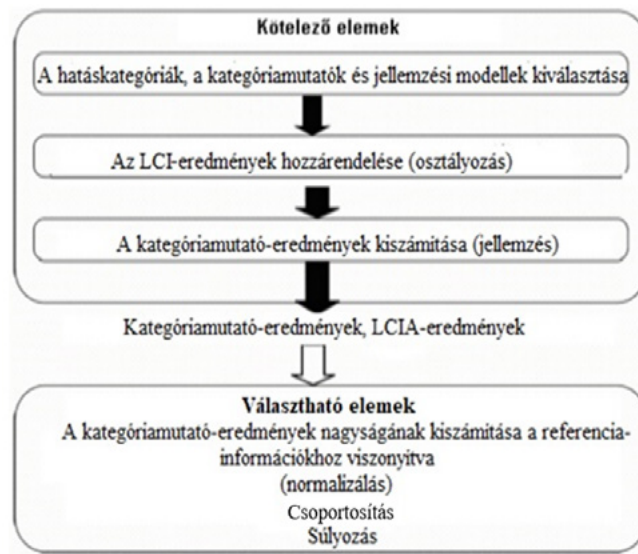 Kötelező elemek
A hatáskategóriák, a kategóriamutatók és jellemzési modellek kiválasztása
Az LCI-eredmények hozzárendelése (osztályozás)
A kategóriamutató-eredmények kiszámítása (jellemzés)
Kategóriamutató-eredmények, LCIA-eredmények
Választható elemek
A kategóriamutató-eredmények nagyságának kiszámítása a referencia-
információkhoz viszonyitva
(normalizálás)
Csoportosítás
Súlyozás